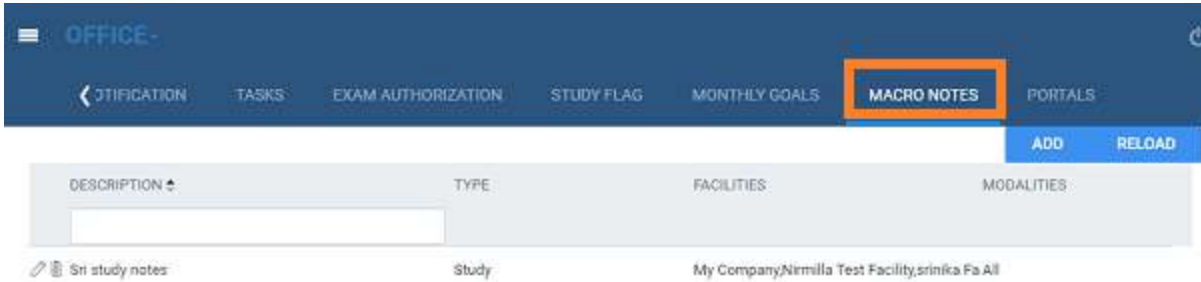 OFFICE-
OTIFICATION TASKS EXAM AUTHORIZATION STUDY FLAG MONTHLY GOALS MACRO NOTES PORTALS
ADD RELOAD
DESCRIPTION TYPE FACILITIES MODALITIES
Sri study notes Study My Company,Nirmilla Test Facility,srinika Fa All